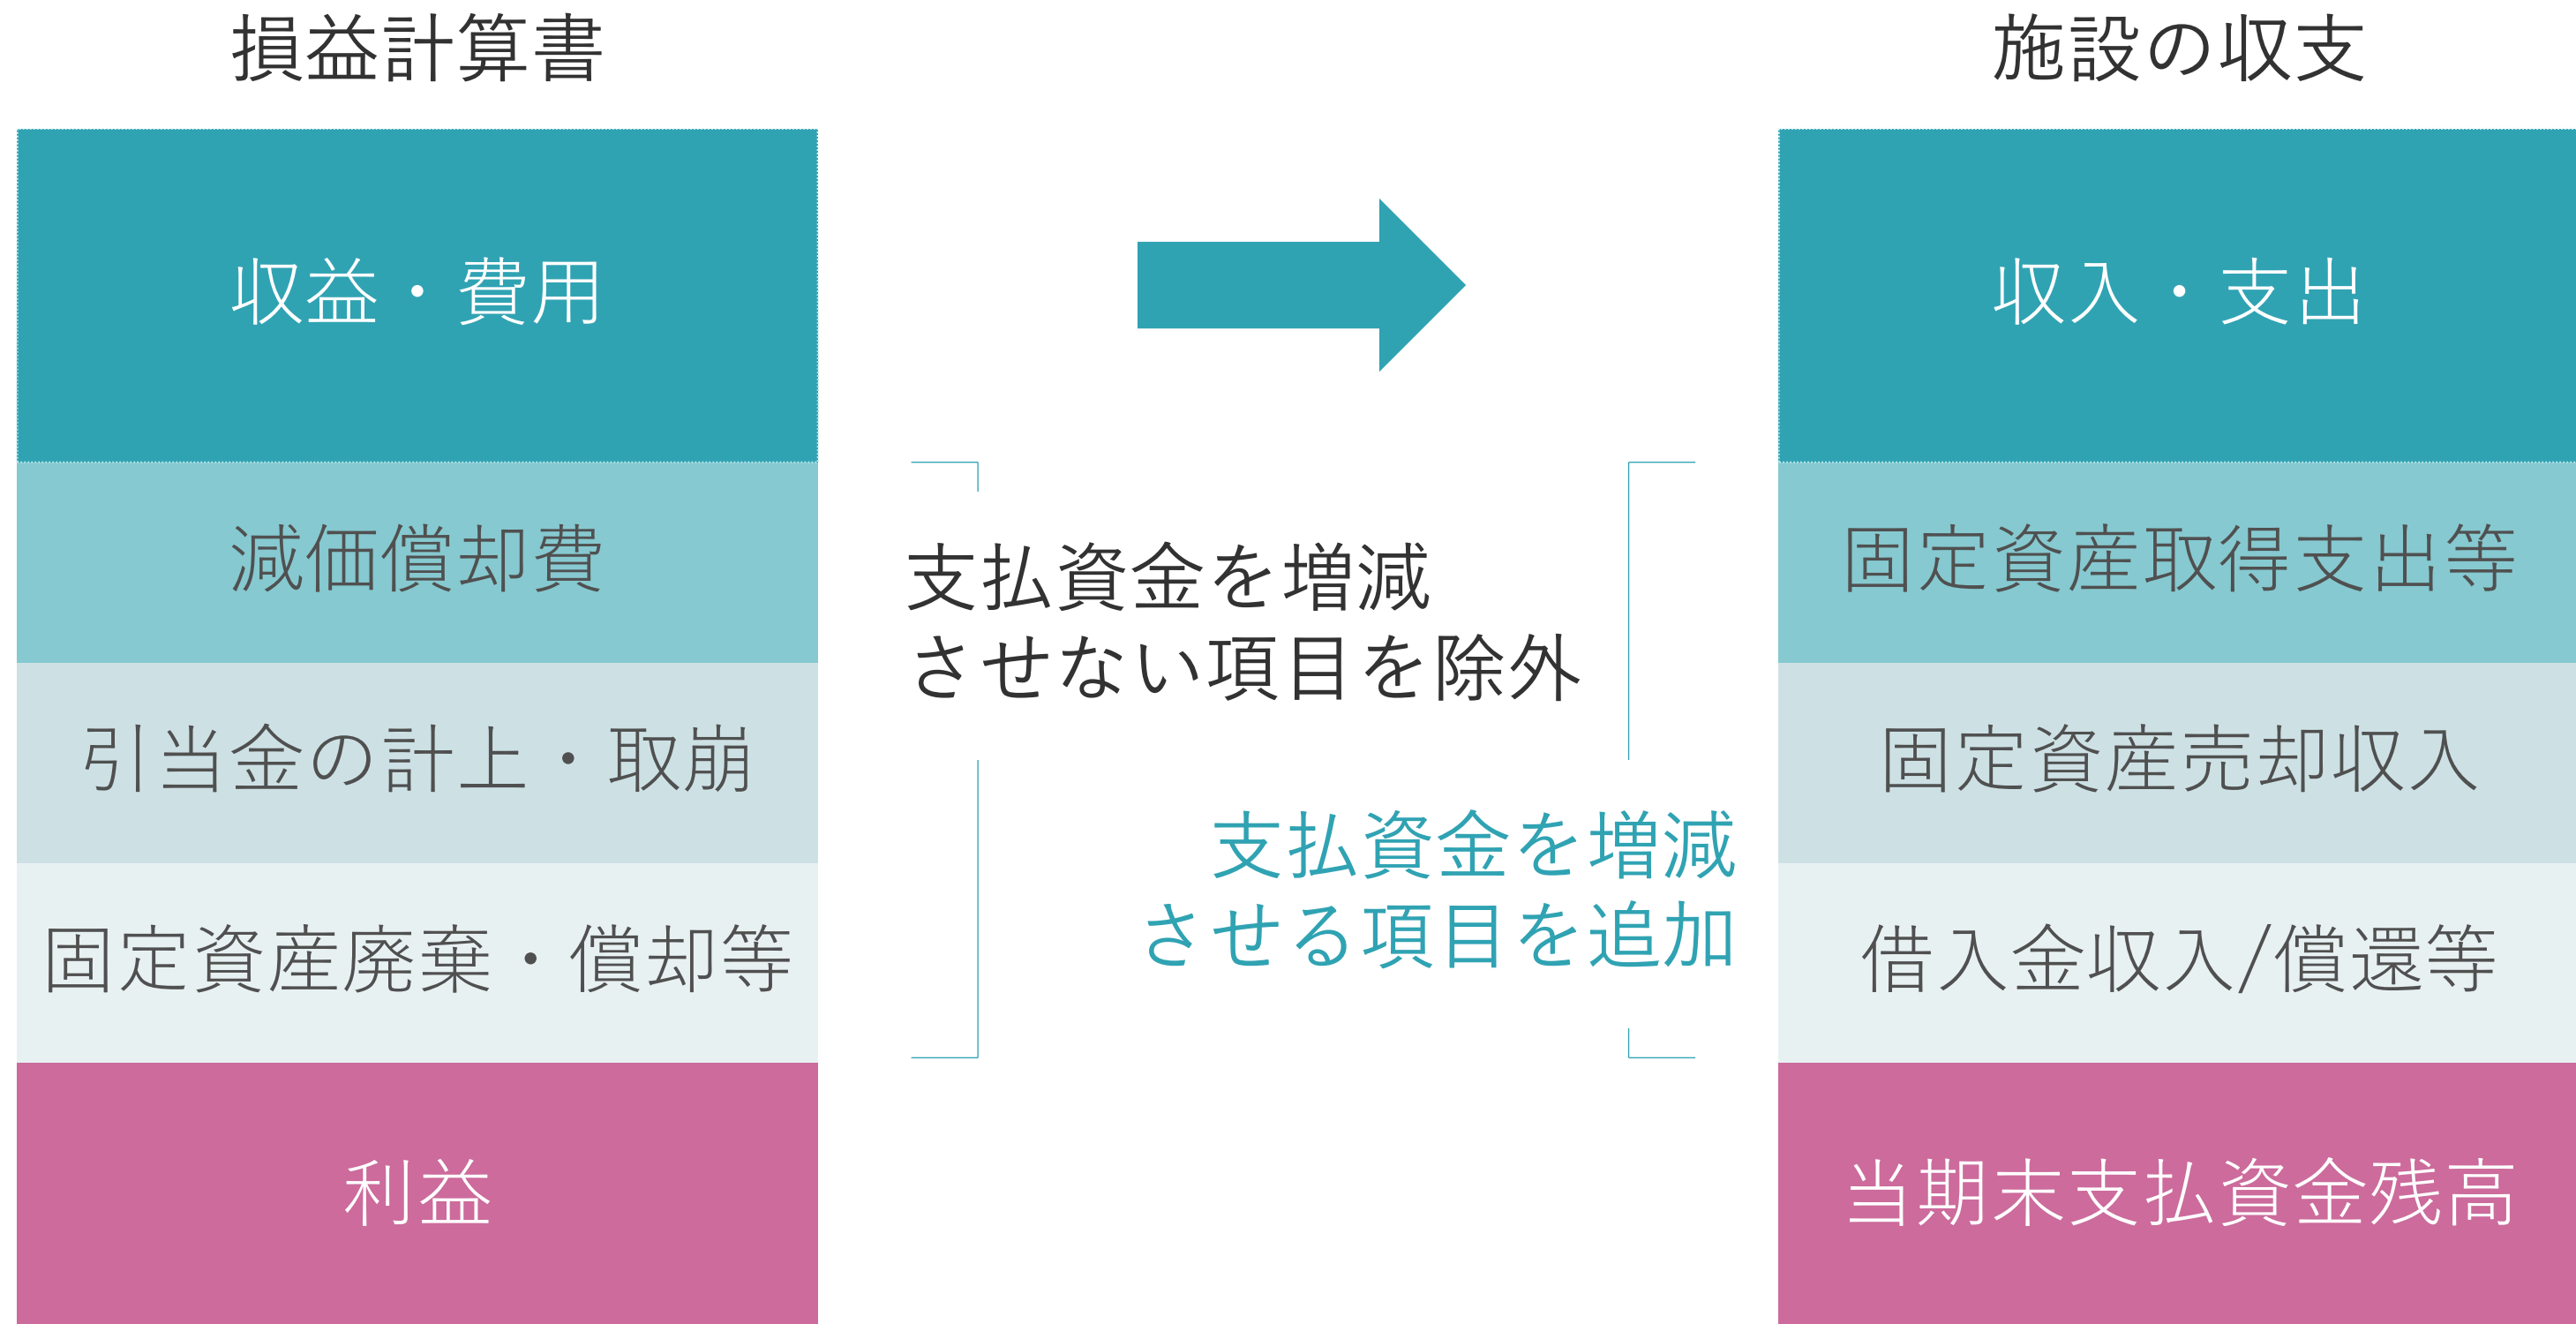 損益計算書
収益・費用
減価償却費
引当金の計上・取崩
固定資産廃棄・償却等
利益
支払資金を増減
させない項目を除外
支払資金を増減
させる項目を追加
施設の収支
収入・支出
固定資産取得支出等
固定資産売却収入
借入金収入/償還等
当期末支払資金残高